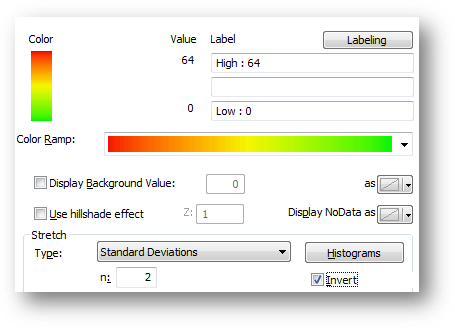 Color Value Label Labeling
64 High : 64
0 Low : 0
Color Ramp:
Display Background Value: 0 as
Use hillshade effect Z: 1 Display NoData as
Stretch
Type: Standard Deviations Histograms
n: 2 Invert